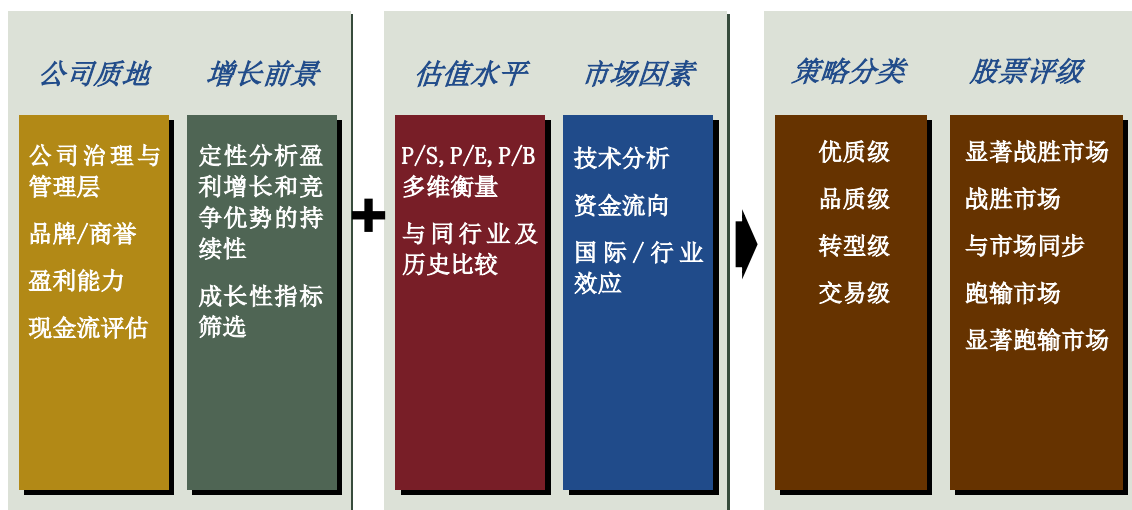 公司质地
公司治理与
管理层
品牌/商誉
盈利能力
现金流评估
增长前景
定性分析盈
利增长和竞
争优势的持
续性
成长性指标
筛选
+
估值水平
P/S,P/E,P/B
多维衡量
与同行业及
历史比较
市场因素
技术分析
资金流向
国际/行业
效应
策略分类
优质级
品质级
转型级
交易级
股票评级
显著战胜市场
战胜市场
与市场同步
跑输市场
显著跑输市场